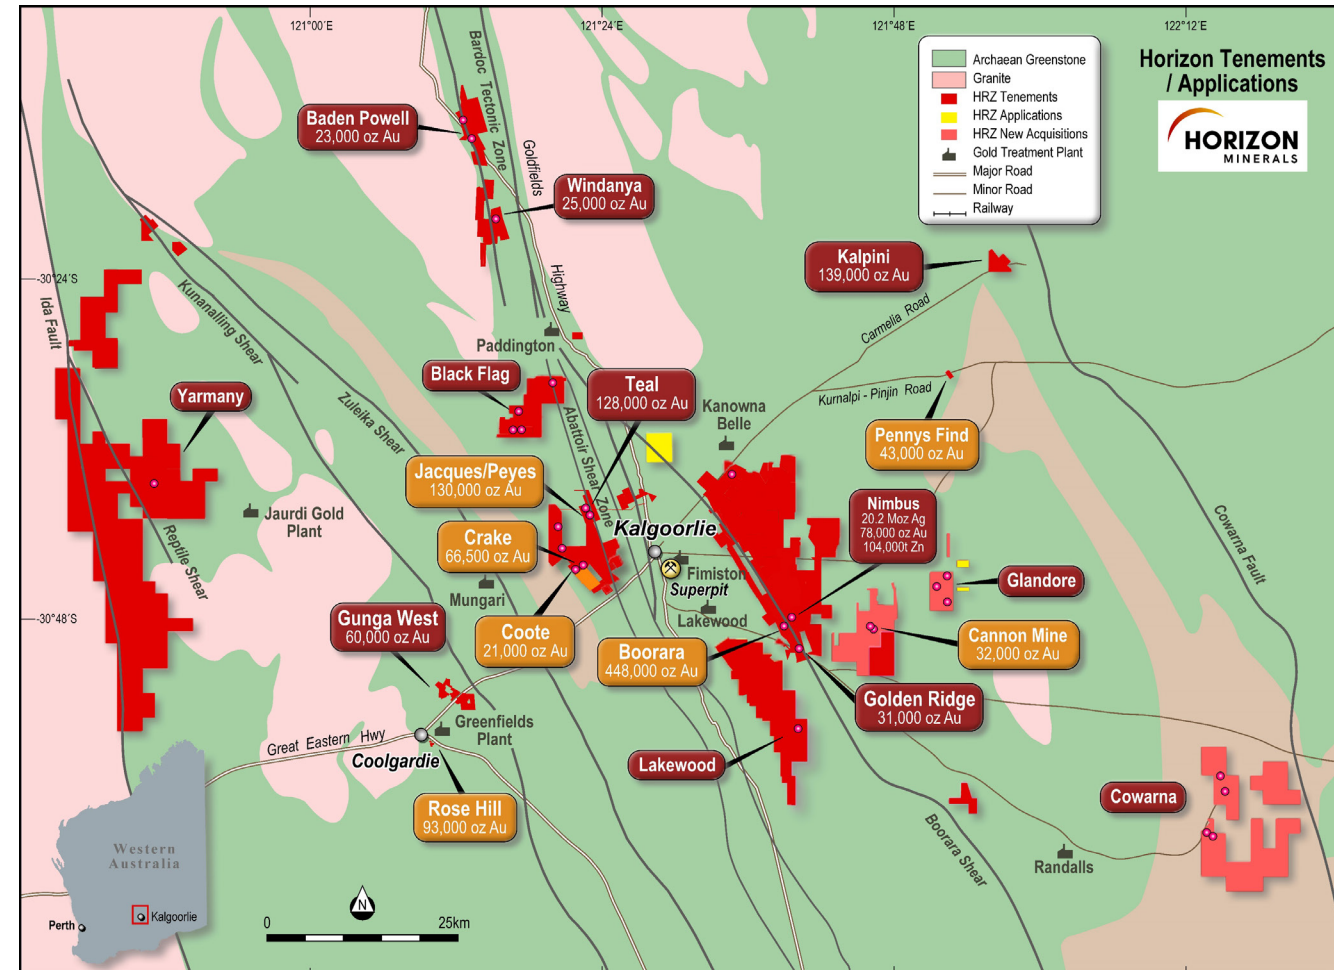 121°00´E
121°24´E
121°48´E
122°12´E
Horizon Tenements
/ Applications
HORIZON
MINERALS
Archaean Greenstone
Granite
HRZ Tenements
HRZ Applications
HRZ New Acquisitions
Gold Treatment Plant
Major Road
Minor Road
Railway
Bardoc Tectonic Zone
Baden Powell
23,000 oz Au
Goldfields
Highway
Windanya
25,000 oz Au
Kalpini
139,000 oz Au
-30°24´S
Ida Fault
Kunanalling Shear
Carmelia Road
Paddington
Black Flag
Teal
128,000 oz Au
Kurnalpi - Pinjin Road
Yarmany
Zuleika Shear
Abattoir Shear Zone
Kanowna
Belle
Pennys Find
43,000 oz Au
Jacques/Peyes
130,000 oz Au
Nimbus
20.2 Moz Ag
78,000 oz Au
104,000t Zn
Jaurdi Gold
Plant
Reptile Shear
Kalgoorlie
Cowarna Fault
Crake
66,500 oz Au
Fimiston
Superpit
Glandore
Mungari
Lakewood
-30°48´S
Gunga West
60,000 oz Au
Coote
21,000 oz Au
Boorara
448,000 oz Au
Cannon Mine
32,000 oz Au
Golden Ridge
31,000 oz Au
Greenfields
Plant
Great Eastern Hwy
Coolgardie
Lakewood
Rose Hill
93,000 oz Au
Cowarna
Boorara Shear
Randalls
Western
Australia
Perth
Kalgoorlie
N
0
25km